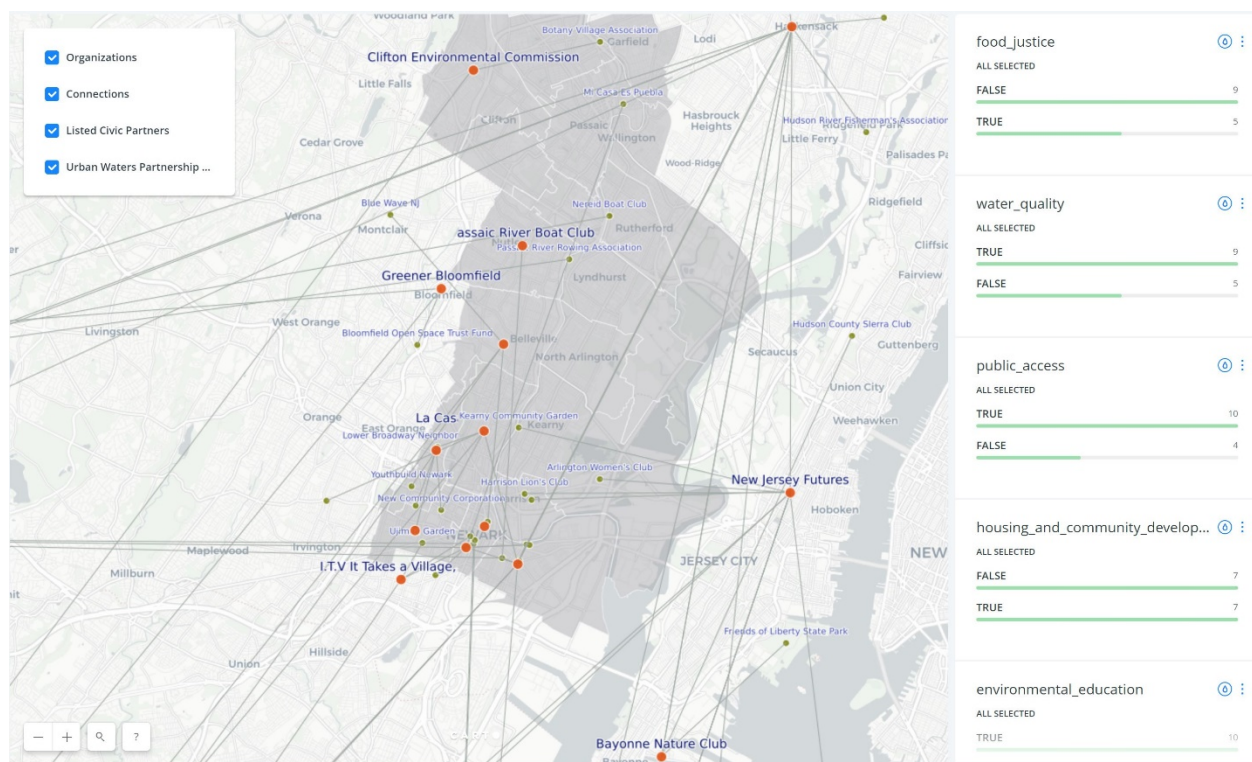 Organizations
Connections
Listed Civic Partners
Urban Waters Partnership ...
Woodland Park
Botany Village Association
Garfield
Lodi
Hackensack
Clifton Environmental Commission
Little Falls
Mi Casa Es Puebla
Clifton
Passaic
Wallington
Hasbrouck
Heights
Hudson River Fisherman's Association
Ridgefield Park
Little Ferry
Cedar Grove
Palisades Pa
Wood-Ridge
Blue Wave NJ
Verona
Montclair
Nereid Boat Club
Rutherford
Ridgefield
assaic River Boat Club
Nutley
Passaic River Rowing Association
Cliffsic
Lyndhurst
Fairview
Greener Bloomfield
Bloomfield
West Orange
Livingston
Bloomfield Open Space Trust Fund
Belleville
North Arlington
Hudson County Sierra Club
Secaucus
Guttenberg
Union City
Orange
La Cas
Kearny Community Garden
Kearny
East Orange
Lower Broadway Neighbor
Weehawken
Youthbuild Newark
Arlington Women's Club
Harrison Lion's Club
New Jersey Futures
New Community Corporation
Hoboken
Garden
NEWARK
Maplewood
Irvington
I.T.V It Takes a Village,
JERSEY CITY
NEW
Millburn
Hillside
Union
Friends of Liberty State Park
Bayonne Nature Club
Bayonne
food_justice
ALL SELECTED
FALSE 9
TRUE 5
water_quality
ALL SELECTED
TRUE 9
FALSE 5
public_access
ALL SELECTED
TRUE 10
FALSE 4
housing_and_community_develop...
ALL SELECTED
FALSE 7
TRUE 7
environmental_education
ALL SELECTED
TRUE 10